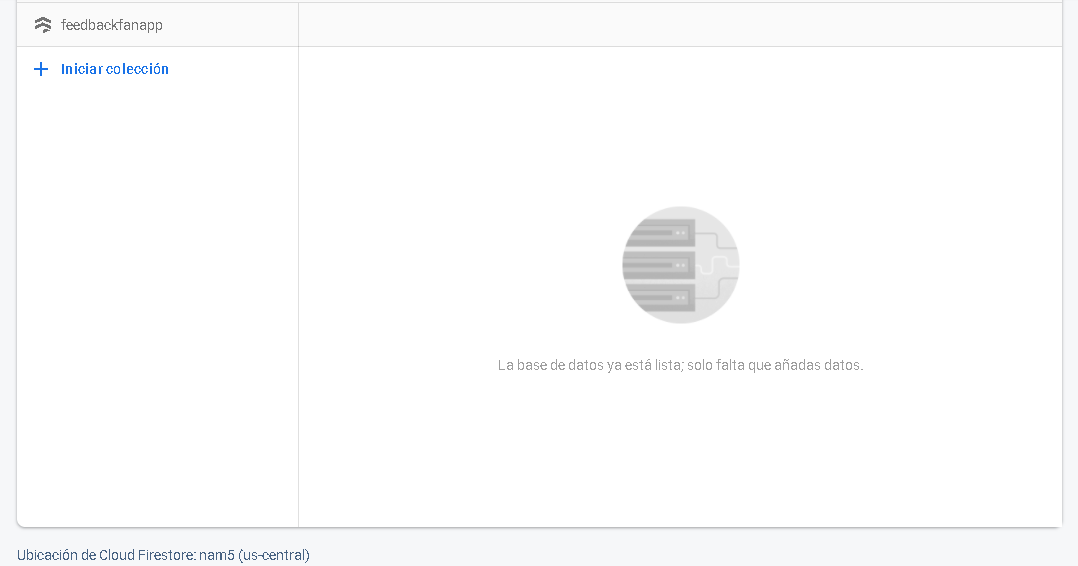 feedbackfanapp
Iniciar colección
La base de datos ya está lista; solo falta que añadas datos.
Ubicación de Cloud Firestore: nam5 (us-central)